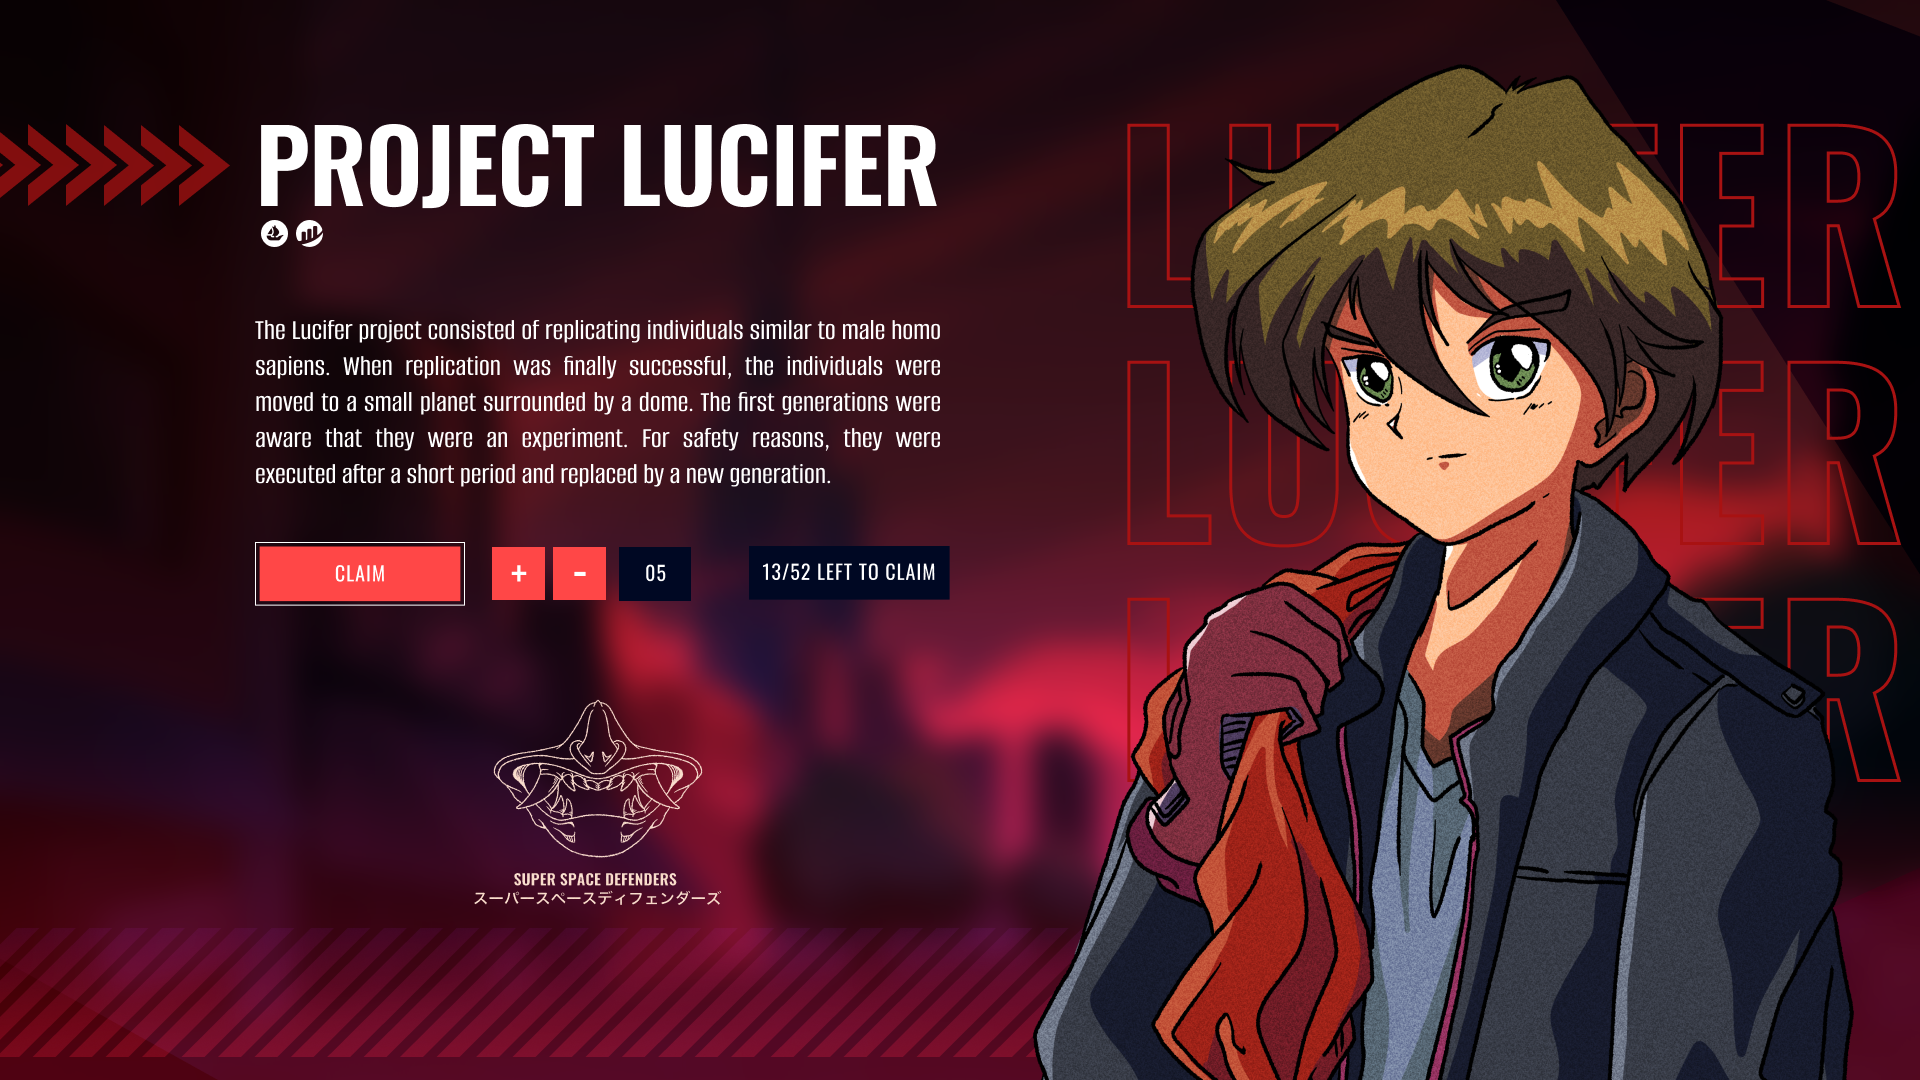 PROJECT LUCIFER
The Lucifer project consisted of replicating individuals similar to male homo
sapiens. When replication was finally successful, the individuals were
moved to a small planet surrounded by a dome. The first generations were
aware that they were an experiment. For safety reasons, they were
executed after a short period and replaced by a new generation.
CLAIM
+
-
05
13/52 LEFT TO CLAIM
SUPER SPACE DEFENDERS
スーパースペースディフェンダーズ
LUCIFER
LUCIFER
LUCIFER